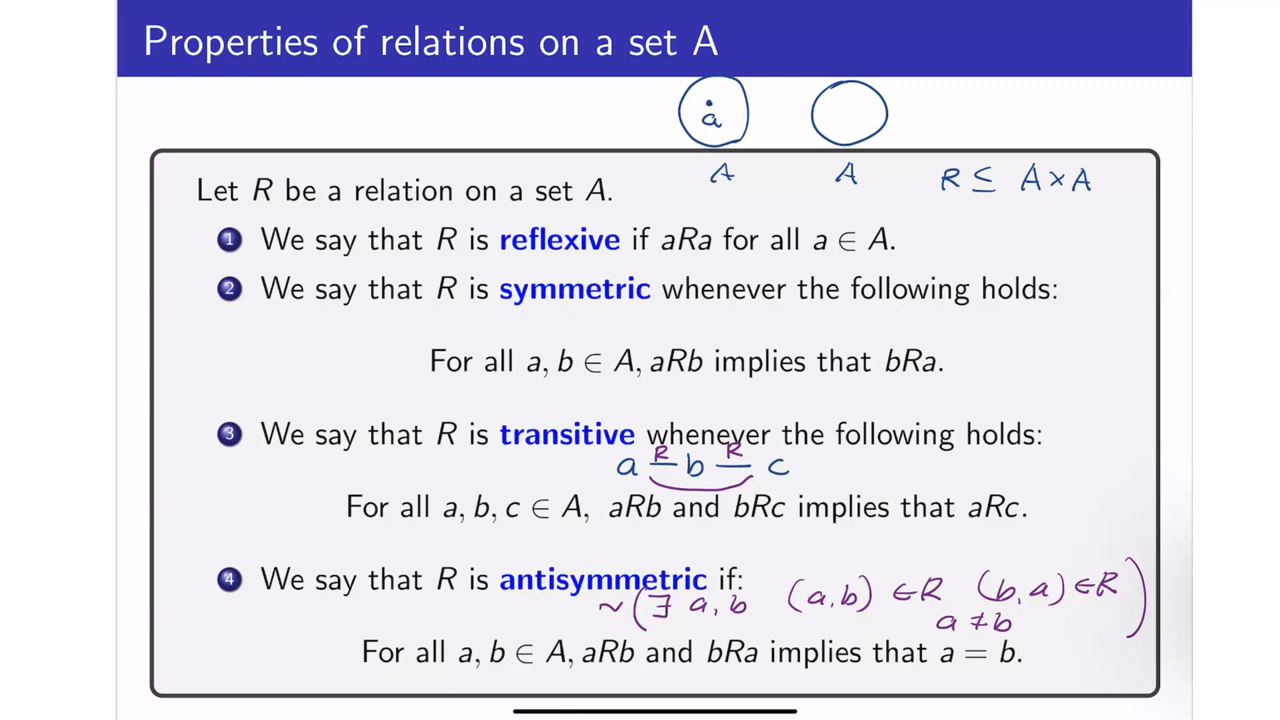 Properties of relations on a set A
a
A A R ⊆ A × A
Let R be a relation on a set A.
1 We say that R is reflexive if aRa for all a ∈ A.
2 We say that R is symmetric whenever the following holds:
For all a, b ∈ A, aRb implies that bRa.
3 We say that R is transitive whenever the following holds:
R R
a — b — c
For all a, b, c ∈ A, aRb and bRc implies that aRc.
4 We say that R is antisymmetric if:
~(∃ a, b (a, b) ∈ R (b, a) ∈ R
a ≠ b )
For all a, b ∈ A, aRb and bRa implies that a = b.